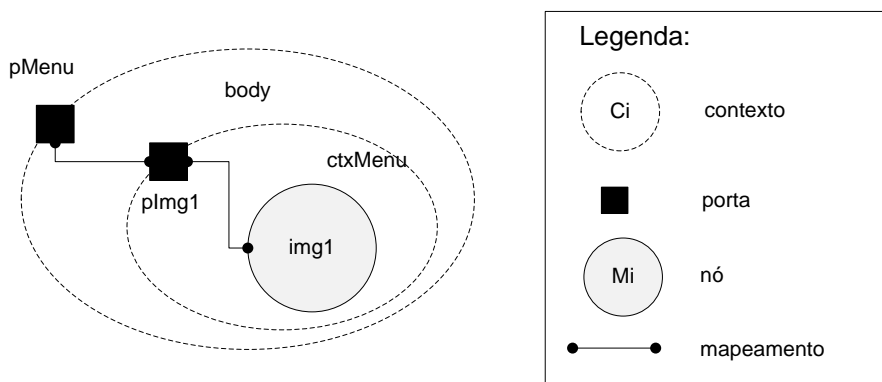 pMenu
body
ctxMenu
pImg1
img1
Legenda:
Ci
contexto
porta
Mi
nó
mapeamento